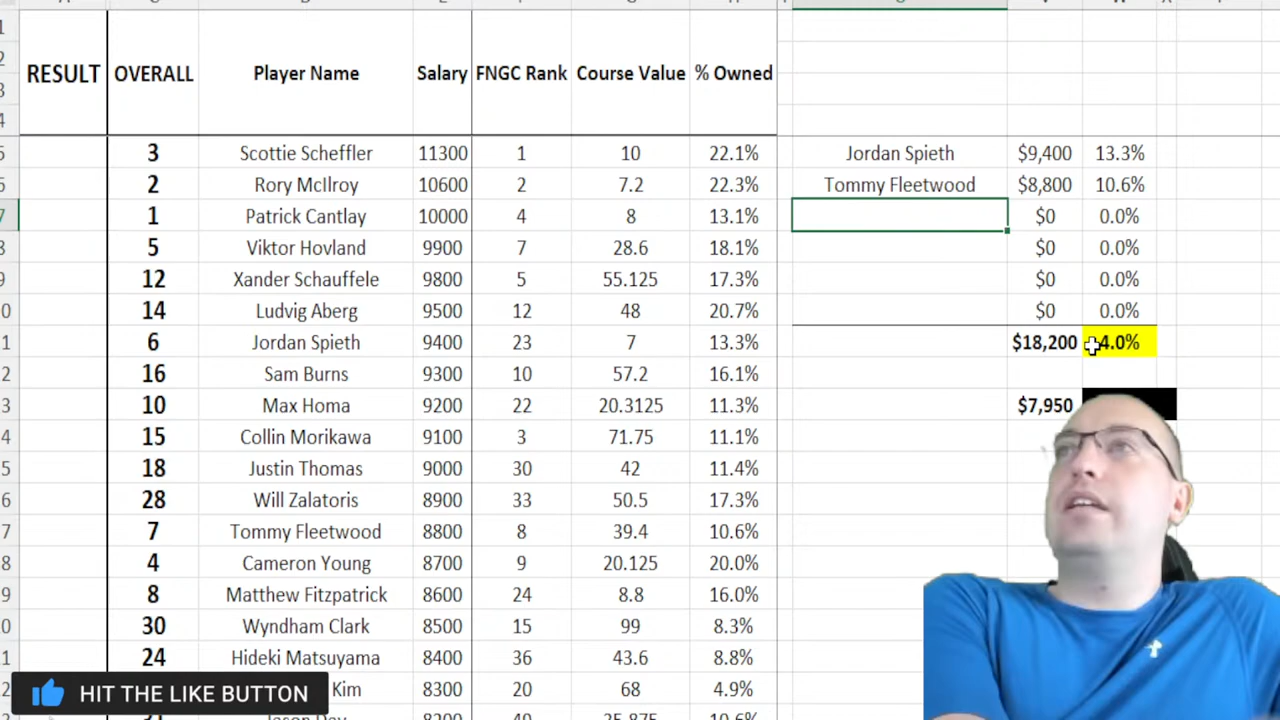 RESULT OVERALL Player Name Salary FNGC Rank Course Value % Owned
3 Scottie Scheffler 11300 1 10 22.1% Jordan Spieth $9,400 13.3%
2 Rory McIlroy 10600 2 7.2 22.3% Tommy Fleetwood $8,800 10.6%
1 Patrick Cantlay 10000 4 8 13.1% $0 0.0%
5 Viktor Hovland 9900 7 28.6 18.1% $0 0.0%
12 Xander Schauffele 9800 5 55.125 17.3% $0 0.0%
14 Ludvig Aberg 9500 12 48 20.7% $0 0.0%
6 Jordan Spieth 9400 23 7 13.3% $18,200 4.0%
16 Sam Burns 9300 10 57.2 16.1%
10 Max Homa 9200 22 20.3125 11.3% $7,950
15 Collin Morikawa 9100 3 71.75 11.1%
18 Justin Thomas 9000 30 42 11.4%
28 Will Zalatoris 8900 33 50.5 17.3%
7 Tommy Fleetwood 8800 8 39.4 10.6%
4 Cameron Young 8700 9 20.125 20.0%
8 Matthew Fitzpatrick 8600 24 8.8 16.0%
30 Wyndham Clark 8500 15 99 8.3%
24 Hideki Matsuyama 8400 36 43.6 8.8%
Kim 8300 20 68 4.9%
HIT THE LIKE BUTTON